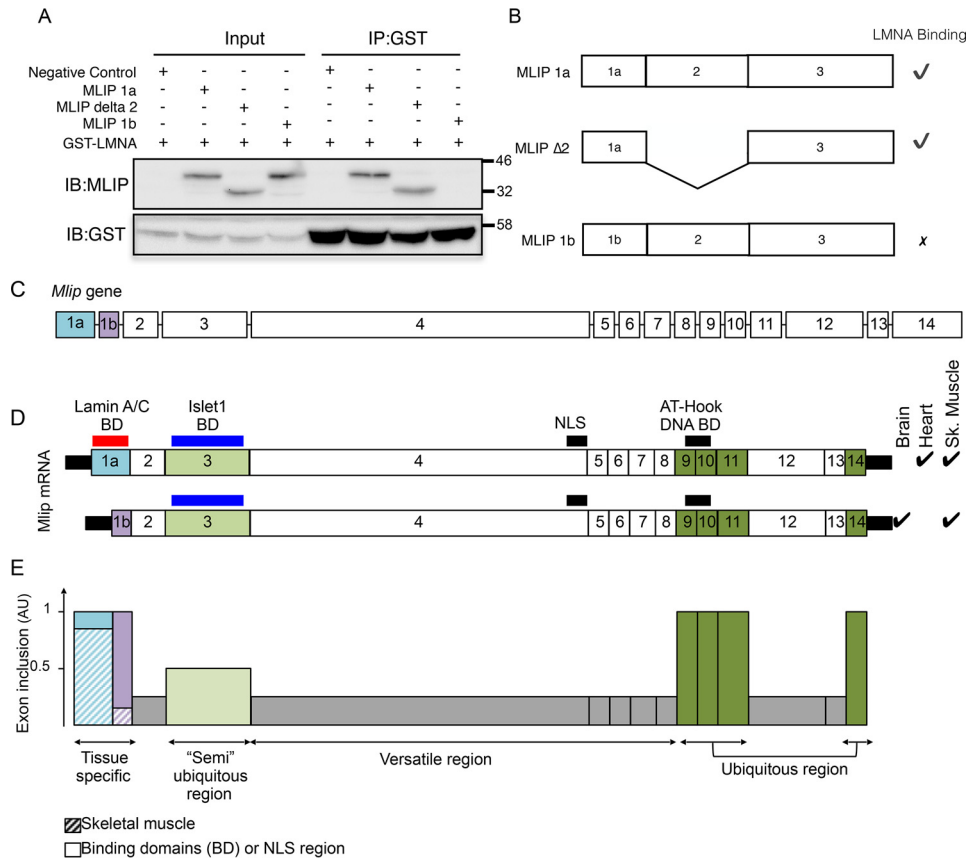 A
Input IP:GST
Negative Control + - - - + - - -
MLIP 1a - + - - - + - -
MLIP delta 2 - - + - - - + -
MLIP 1b - - - + - - - +
GST-LMNA + + + + + + + +
IB:MLIP
46
32
IB:GST
58
B
LMNA Binding
MLIP 1a 1a 2 3 ✓
MLIP Δ2 1a 3 ✓
MLIP 1b 1b 2 3 ✗
C
Mlip gene
1a 1b 2 3 4 5 6 7 8 9 10 11 12 13 14
D
Lamin A/C BD
Islet1 BD
NLS
AT-Hook DNA BD
Brain
Heart
Sk. Muscle
Mlip mRNA
1a 2 3 4 5 6 7 8 9 10 11 12 13 14 ✓ ✓
1b 2 3 4 5 6 7 8 9 10 11 12 13 14 ✓ ✓
E
Exon inclusion (AU)
1
0.5
Tissue specific
“Semi” ubiquitous region
Versatile region
Ubiquitous region
Skeletal muscle
Binding domains (BD) or NLS region